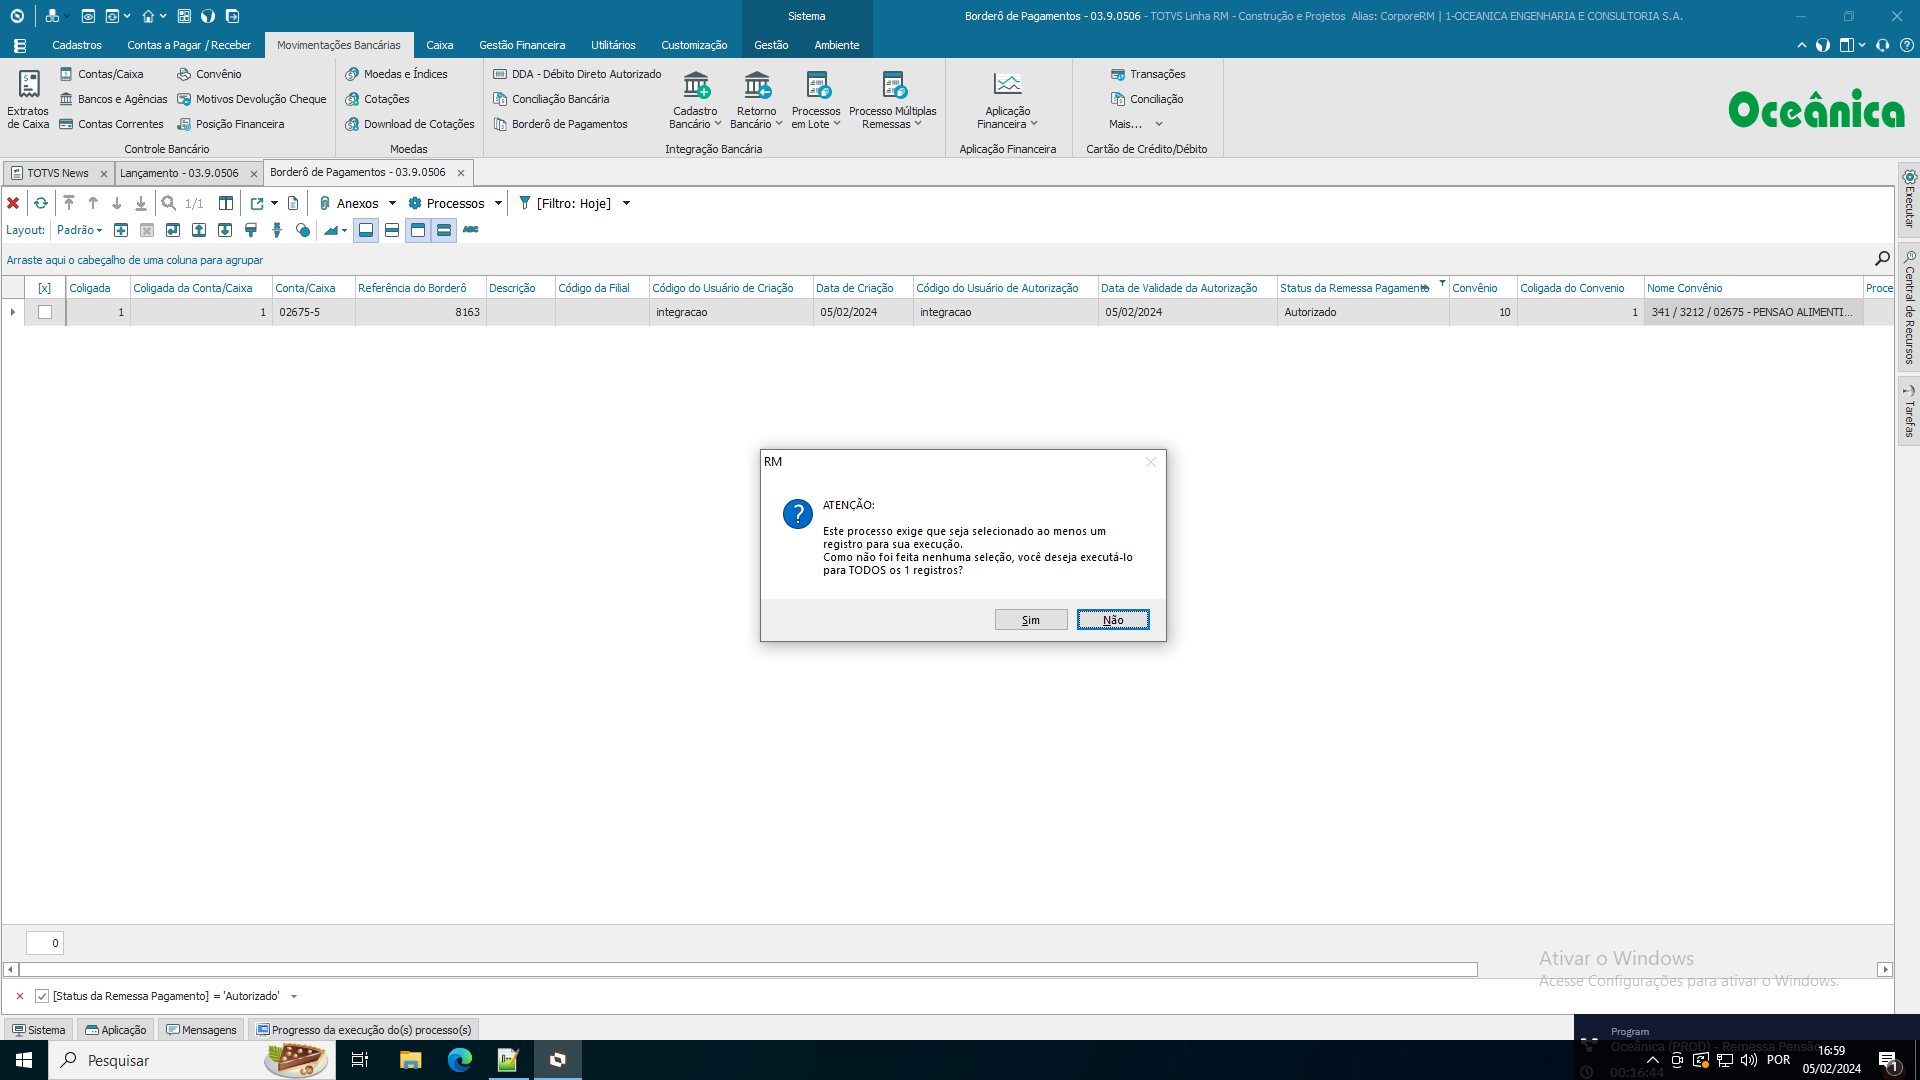 Sistema
Borderô de Pagamentos - 03.9.0506 - TOTVS Linha RM - Construção e Projetos Alias: CorporeRM | 1-OCEANICA ENGENHARIA E CONSULTORIA S.A.
Cadastros Contas a Pagar / Receber Movimentações Bancárias Caixa Gestão Financeira Utilitários Customização Gestão Ambiente
Contas/Caixa Convênio Moedas e Índices DDA - Débito Direto Autorizado Transações
Bancos e Agências Motivos Devolução Cheque Cotações Conciliação Bancária Conciliação
Extratos de Caixa
Contas Correntes Posição Financeira Download de Cotações Borderô de Pagamentos Mais...
Cadastro Bancário
Retorno Bancário
Processos em Lote
Processo Múltiplas Remessas
Aplicação Financeira
Oceânica
Controle Bancário Moedas Integração Bancária Aplicação Financeira Cartão de Crédito/Débito
TOTVS News Lançamento - 03.9.0506 Borderô de Pagamentos - 03.9.0506
1/1 Anexos Processos [Filtro: Hoje]
Layout: Padrão ABC
Arraste aqui o cabeçalho de uma coluna para agrupar
[x] Coligada Coligada da Conta/Caixa Conta/Caixa Referência do Borderô Descrição Código da Filial Código do Usuário de Criação Data de Criação Código do Usuário de Autorização Data de Validade da Autorização Status da Remessa Pagamento Convênio Coligada do Convenio Nome Convênio Proce
1 1 02675-5 8163 integracao 05/02/2024 integracao 05/02/2024 Autorizado 10 1 341 / 3212 / 02675 - PENSAO ALIMENTI...
Executar
Central de Recursos
Tarefas
RM
ATENÇÃO:
Este processo exige que seja selecionado ao menos um
registro para sua execução.
Como não foi feita nenhuma seleção, você deseja executá-lo
para TODOS os 1 registros?
Sim Não
0
Ativar o Windows
Acesse Configurações para ativar o Windows.
[Status da Remessa Pagamento] = 'Autorizado'
Sistema Aplicação Mensagens Progresso da execução do(s) processo(s)
Program
Oceânica (PROD) - Remessa Pensão
00:16:44
Pesquisar
POR
16:59
05/02/2024
1